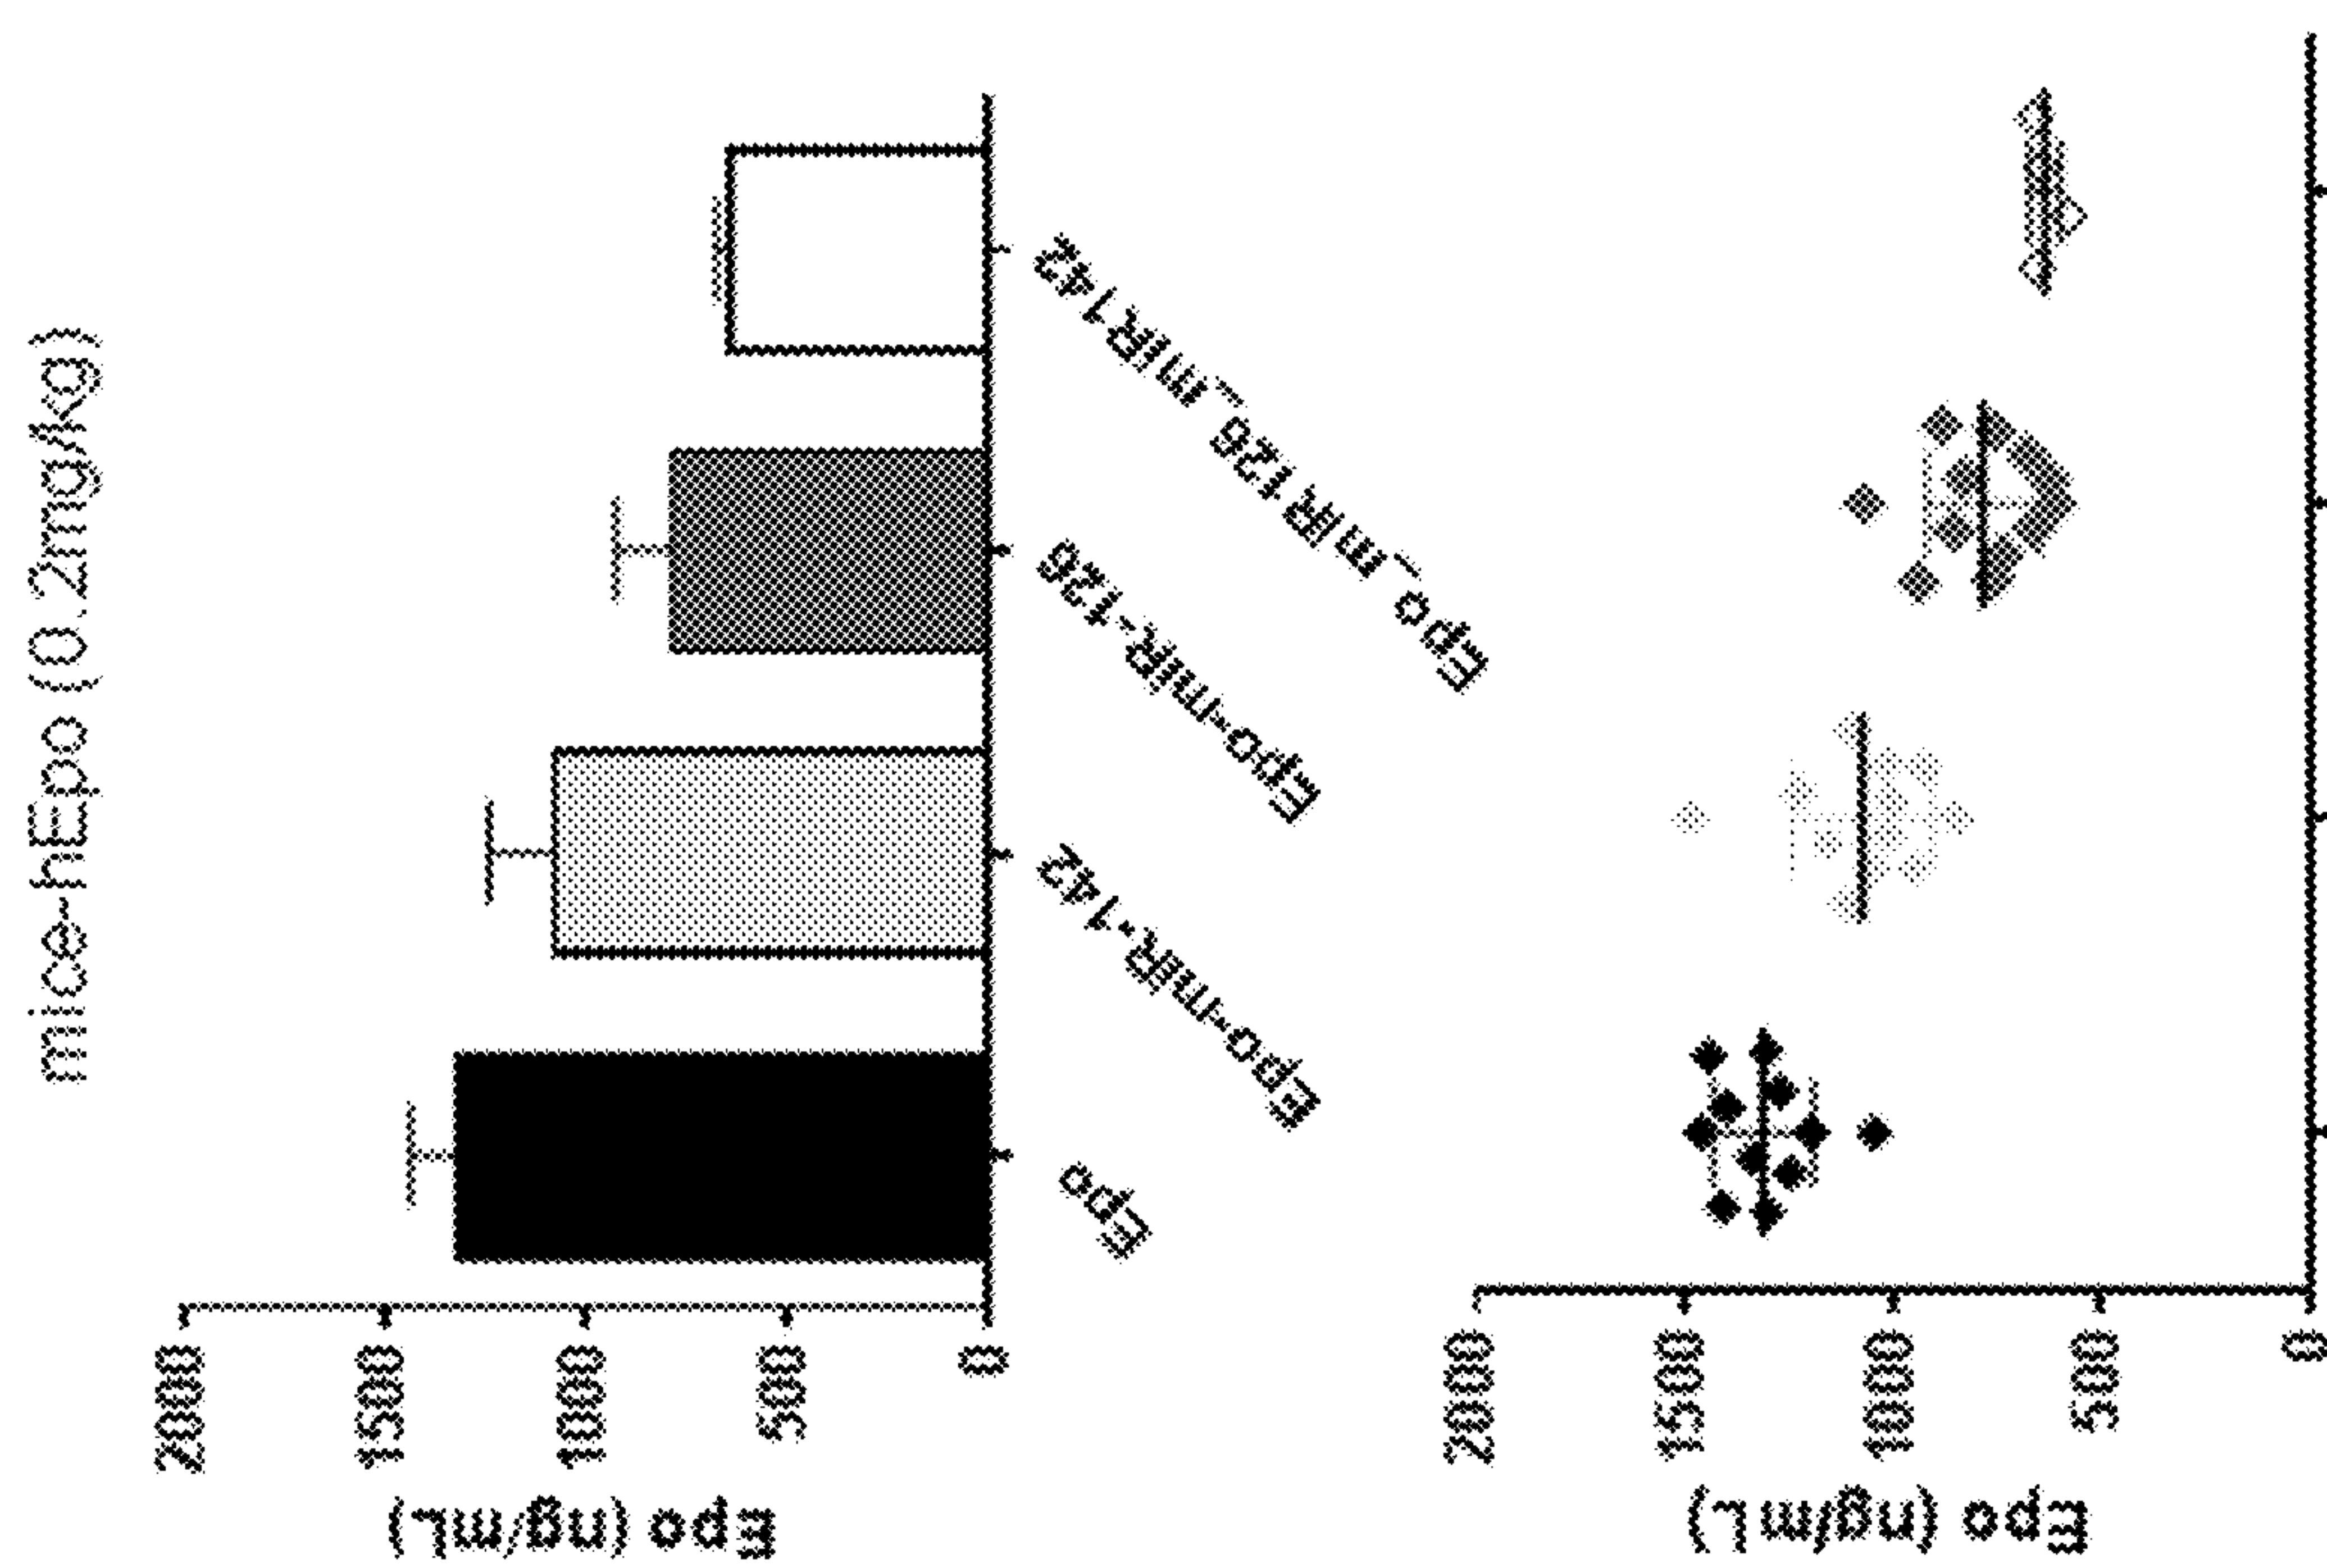 mice-hEpo (0.2mg/kg)
Epo (ng/mL)
2000
1500
1000
500
0
Epo
Epo-miR-142
Epo-miR-126
Epo_miR126_miR142
Epo (ng/mL)
2000
1500
1000
500
0